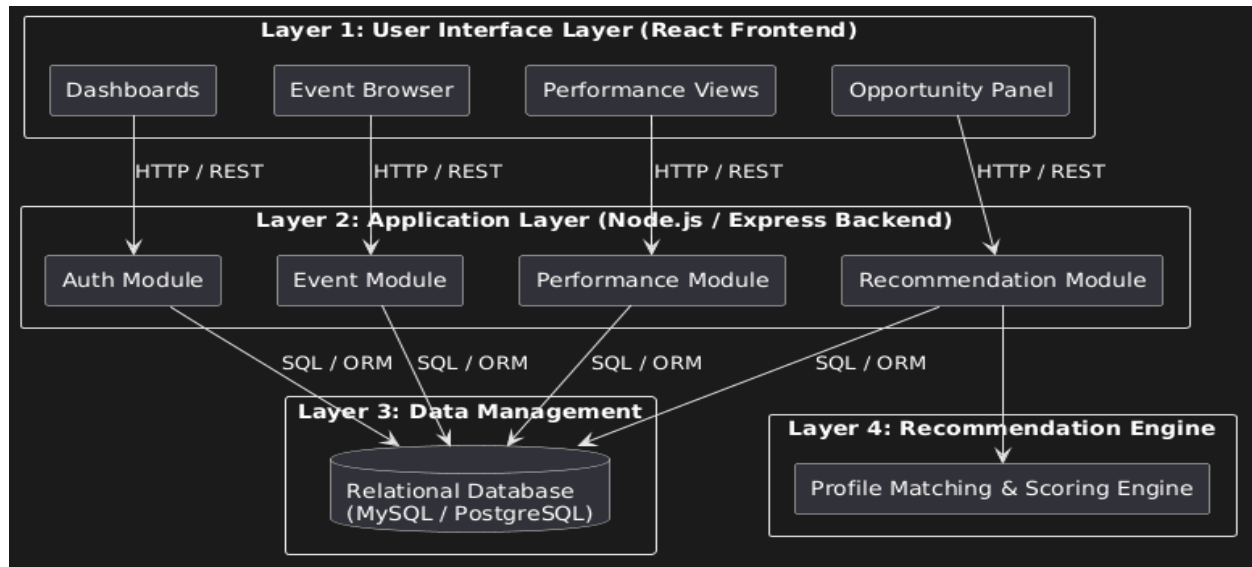 Layer 1: User Interface Layer (React Frontend)
Dashboards
Event Browser
Performance Views
Opportunity Panel
HTTP / REST
HTTP / REST
HTTP / REST
HTTP / REST
Layer 2: Application Layer (Node.js / Express Backend)
Auth Module
Event Module
Performance Module
Recommendation Module
SQL / ORM
SQL / ORM
SQL / ORM
SQL / ORM
Layer 3: Data Management
Relational Database
(MySQL / PostgreSQL)
Layer 4: Recommendation Engine
Profile Matching & Scoring Engine